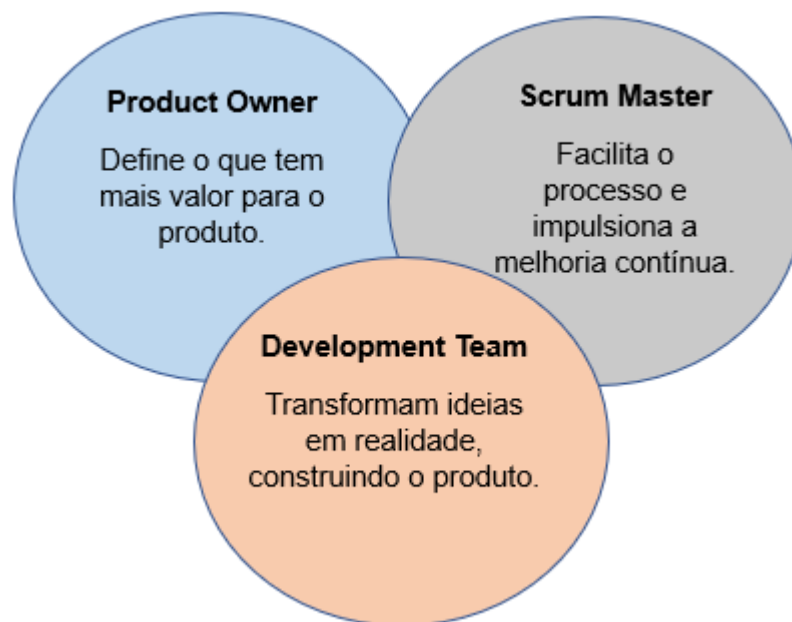 Product Owner
Define o que tem
mais valor para o
produto.
Scrum Master
Facilita o
processo e
impulsiona a
melhoria contínua.
Development Team
Transformam ideias
em realidade,
construindo o produto.